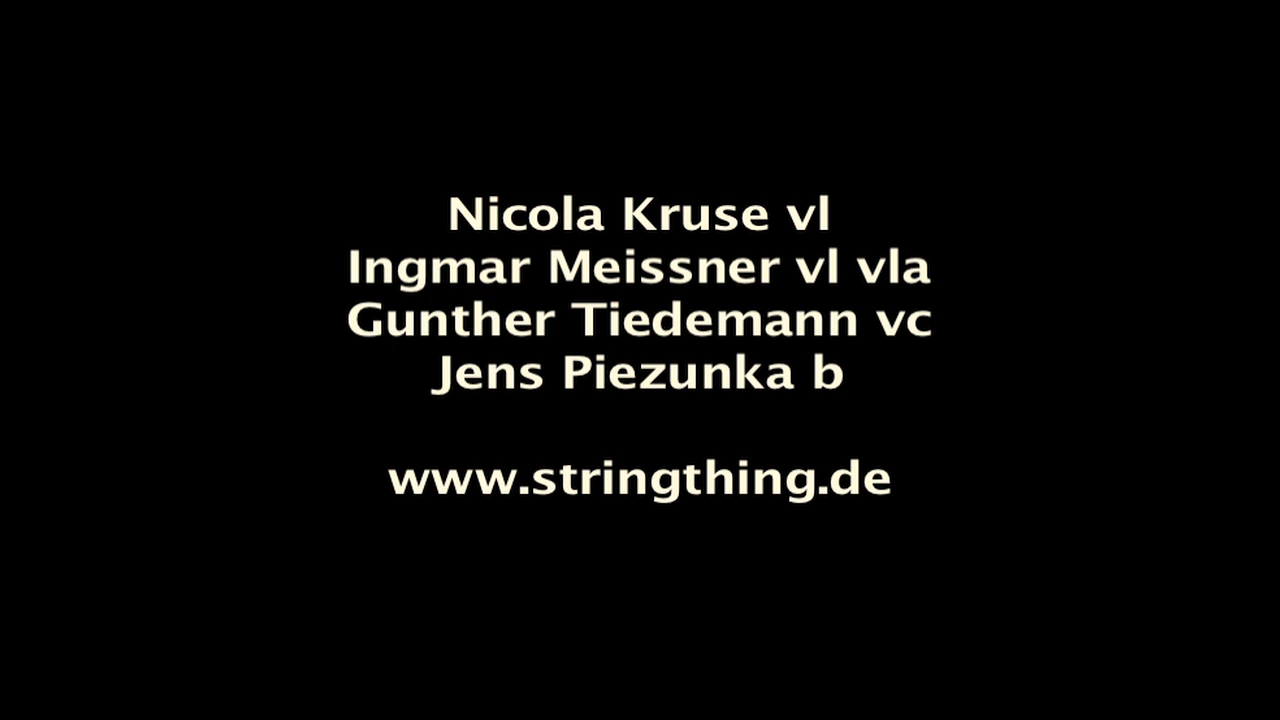 Nicola Kruse vl
Ingmar Meissner vl vla
Gunther Tiedemann vc
Jens Piezunka b
www.stringthing.de